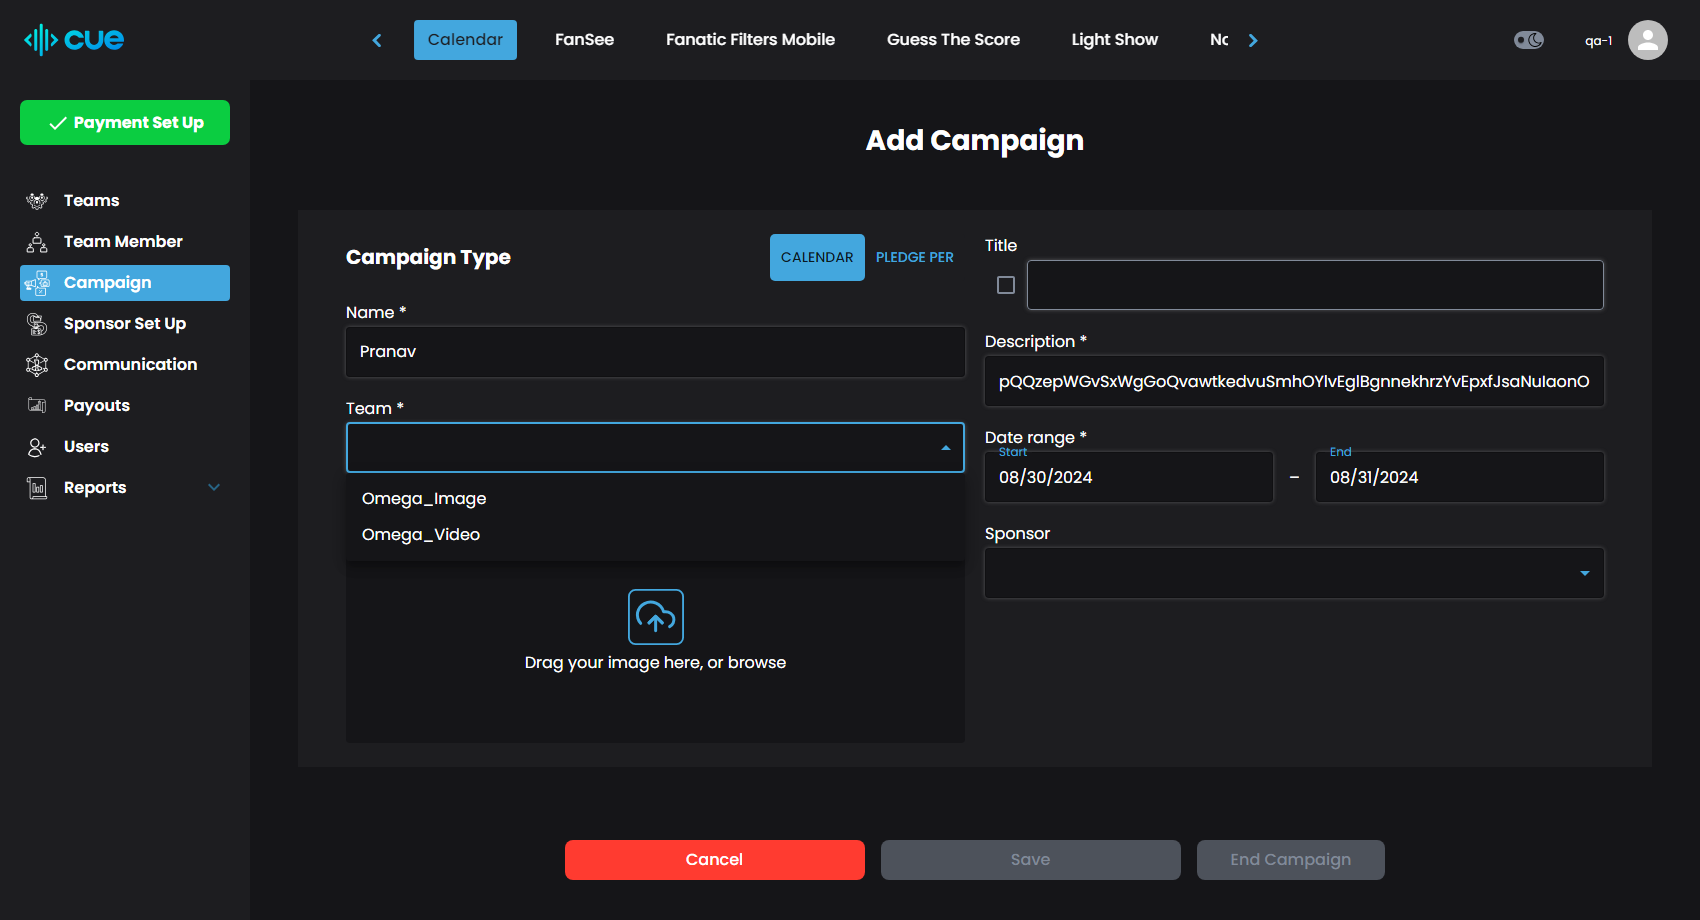 cue
Calendar
FanSee
Fanatic Filters Mobile
Guess The Score
Light Show
qa-1
Payment Set Up
Teams
Team Member
Campaign
Sponsor Set Up
Communication
Payouts
Users
Reports
Add Campaign
Campaign Type
CALENDAR
PLEDGE PER
Name *
Pranav
Team *
Omega_Image
Omega_Video
Drag your image here, or browse
Title
Description *
Date range *
Start
08/30/2024
–
End
08/31/2024
Sponsor
Cancel
Save
End Campaign